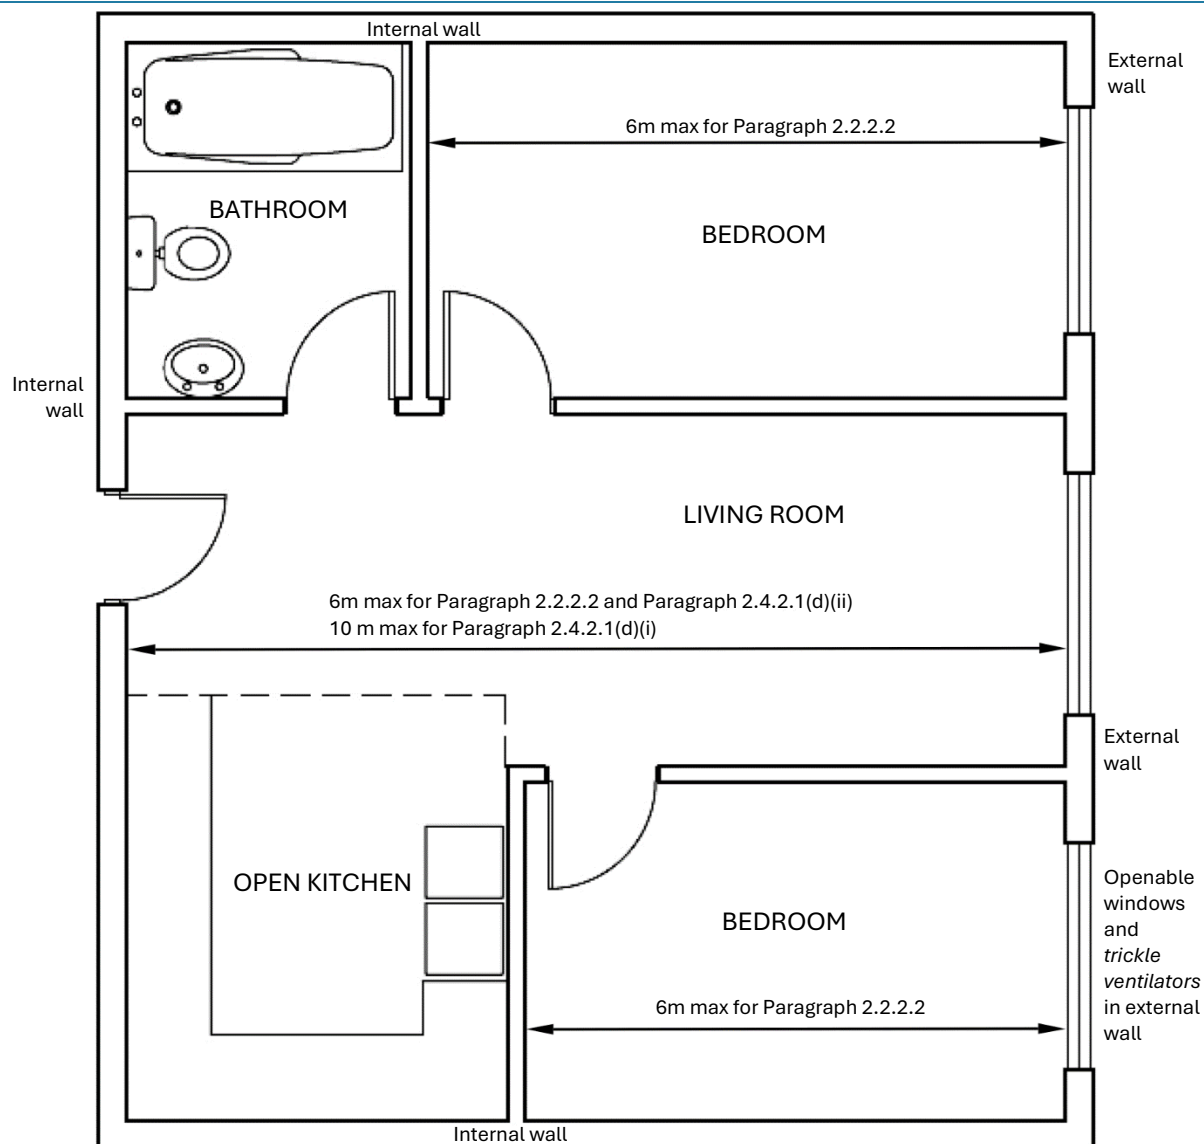 Internal wall
External
wall
6m max for Paragraph 2.2.2.2
BATHROOM
BEDROOM
Internal
wall
LIVING ROOM
6m max for Paragraph 2.2.2.2 and Paragraph 2.4.2.1(d)(ii)
10 m max for Paragraph 2.4.2.1(d)(i)
External
wall
OPEN KITCHEN
BEDROOM
Openable
windows
and
trickle
ventilators
in external
wall
6m max for Paragraph 2.2.2.2
Internal wall